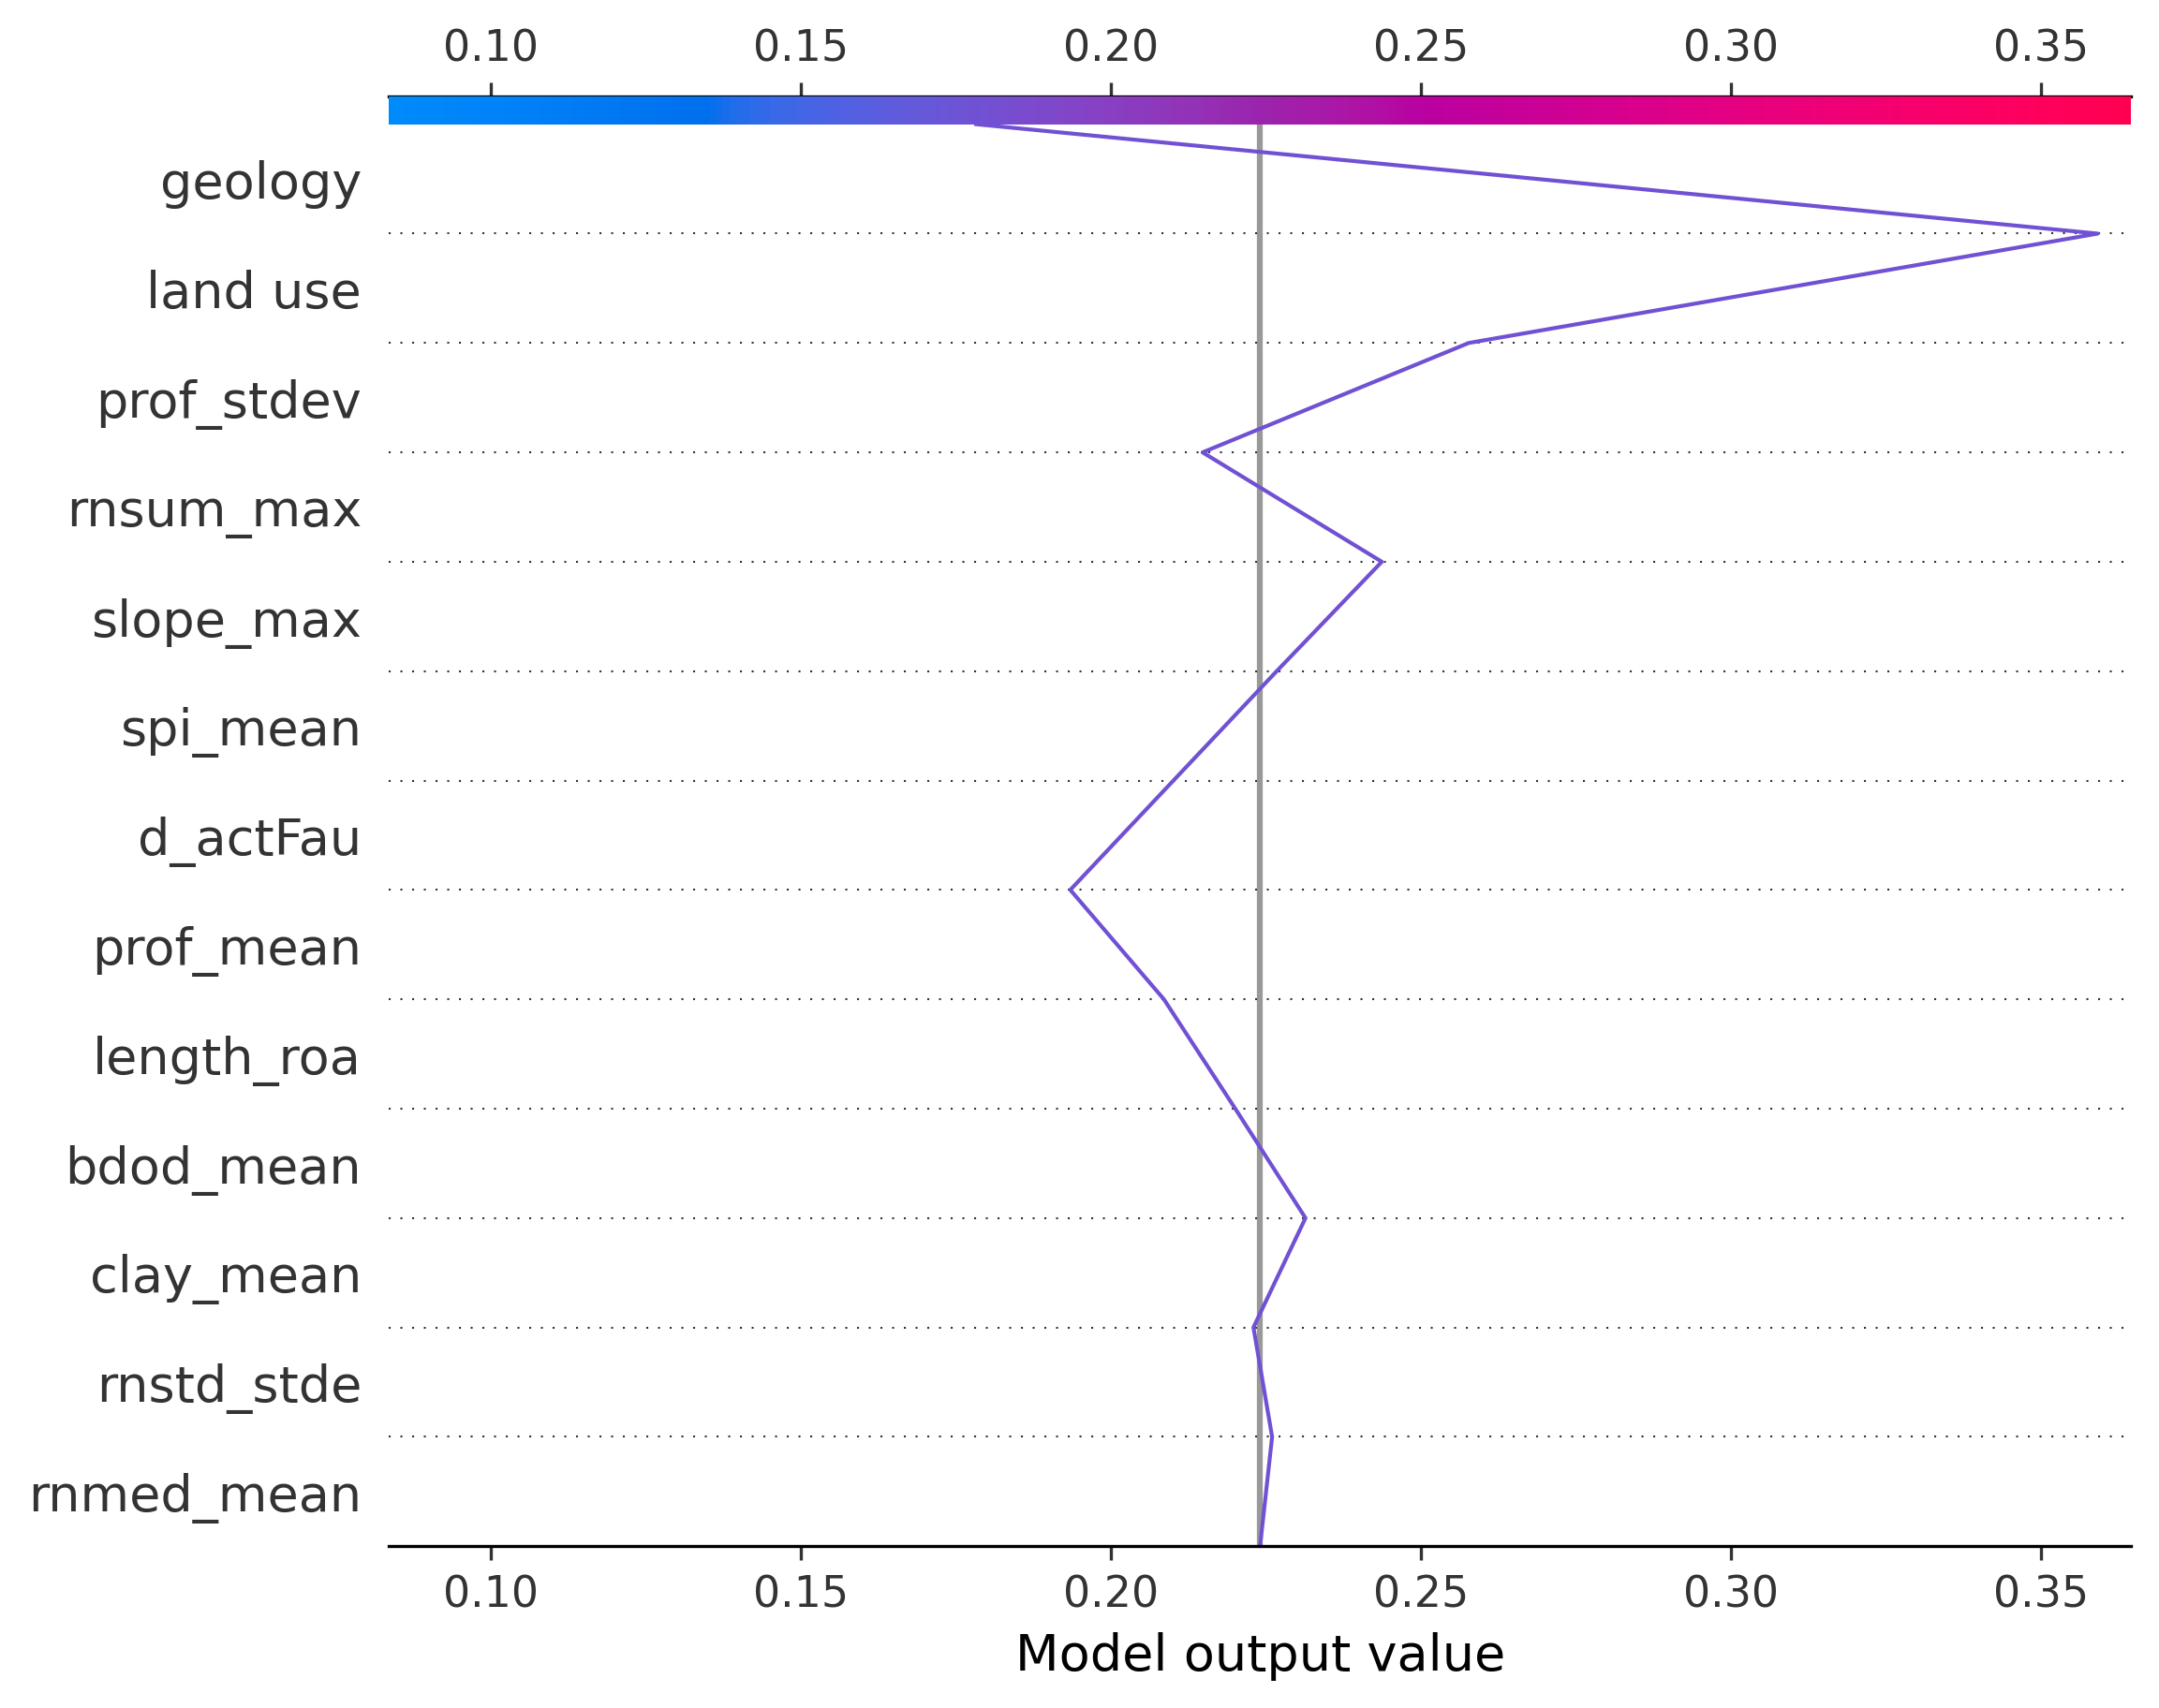 0.10 0.15 0.20 0.25 0.30 0.35
geology
land use
prof_stdev
rnsum_max
slope_max
spi_mean
d_actFau
prof_mean
length_roa
bdod_mean
clay_mean
rnstd_stde
rnmed_mean
0.10 0.15 0.20 0.25 0.30 0.35
Model output value